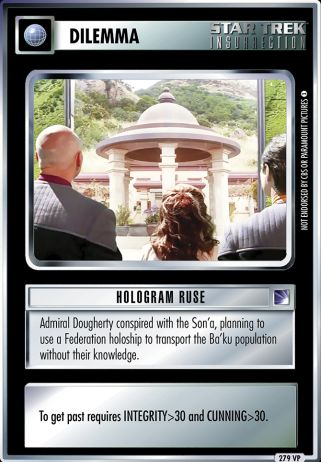 DILEMMA
STAR TREK
INSURRECTION
NOT ENDORSED BY CBS OR PARAMOUNT PICTURES
HOLOGRAM RUSE
Admiral Dougherty conspired with the Son'a, planning to
use a Federation holoship to transport the Ba'ku population
without their knowledge.
To get past requires INTEGRITY>30 and CUNNING>30.
279 VP